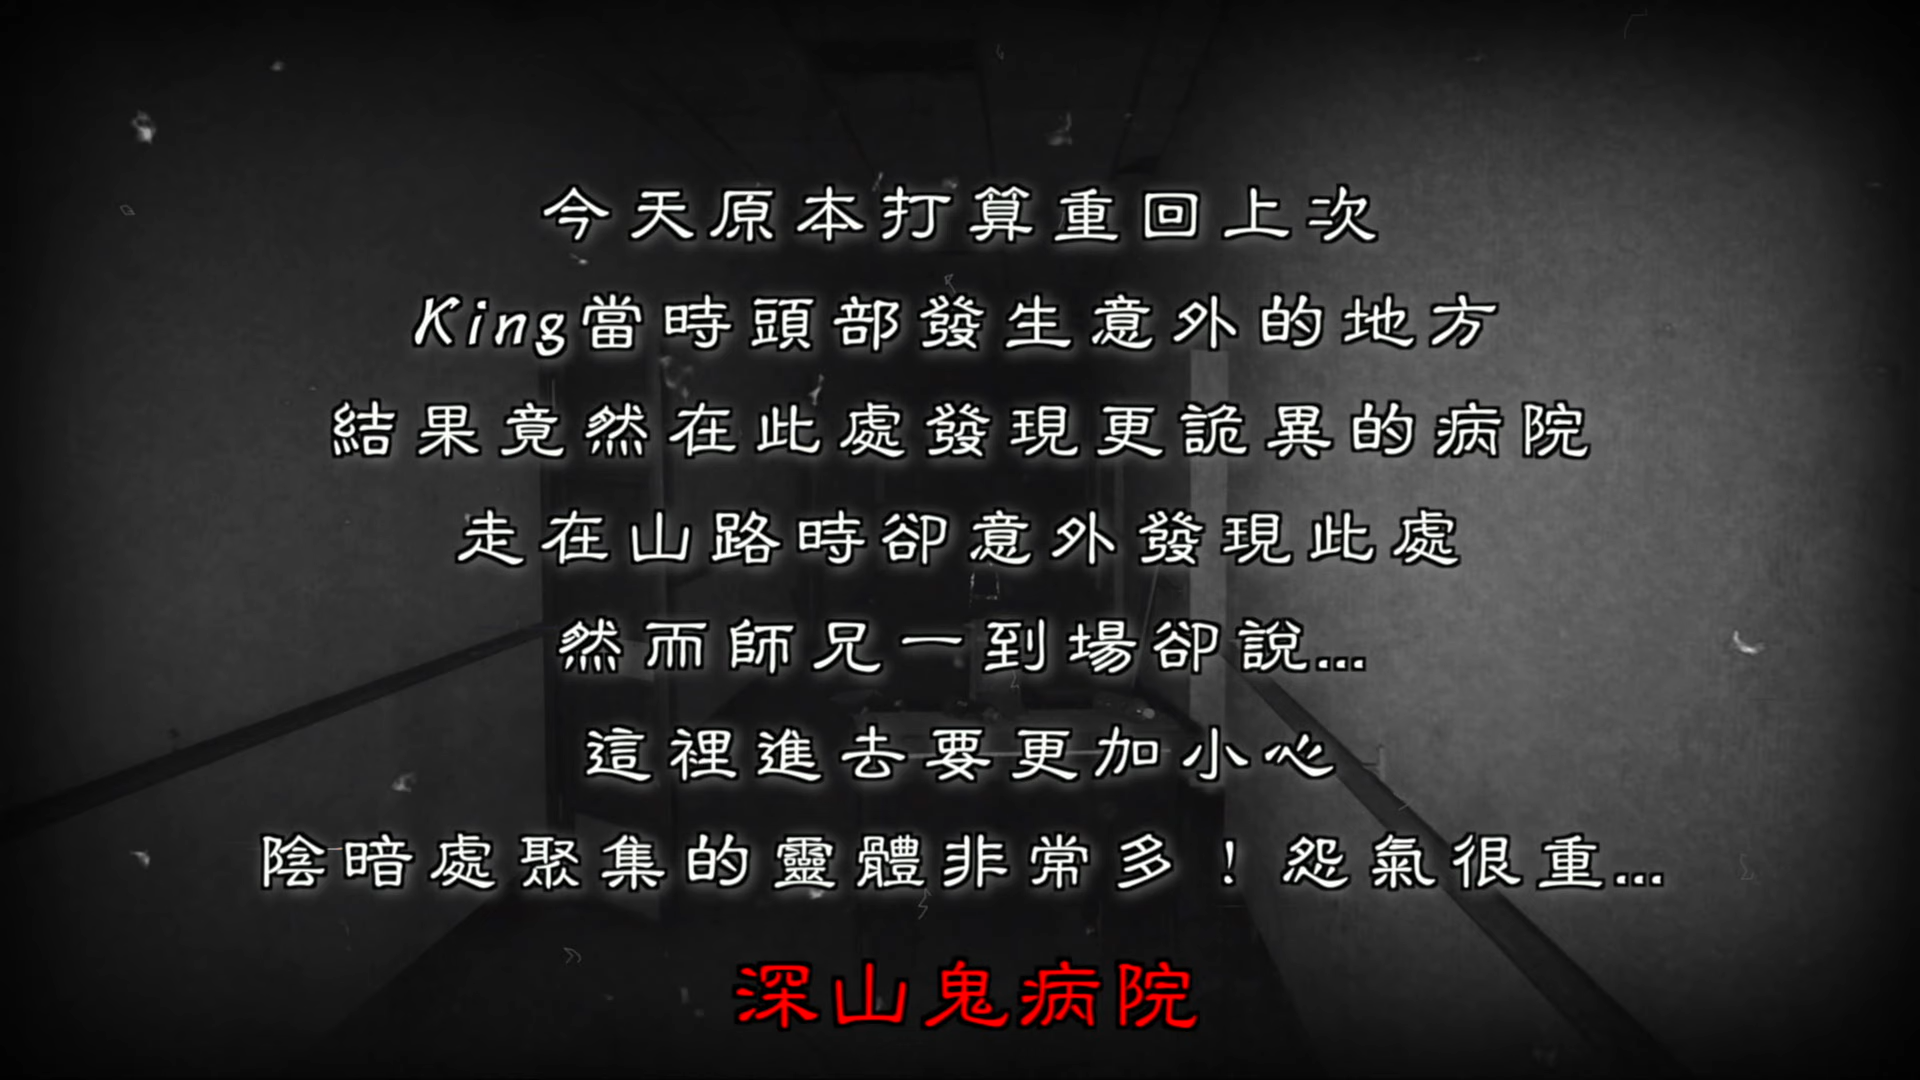 今天原本打算重回上次
King當時頭部發生意外的地方
結果竟然在此處發現更詭異的病院
走在山路時卻意外發現此處
然而師兄一到場卻說...
這裡進去要更加小心
陰暗處聚集的靈體非常多！怨氣很重...
深山鬼病院